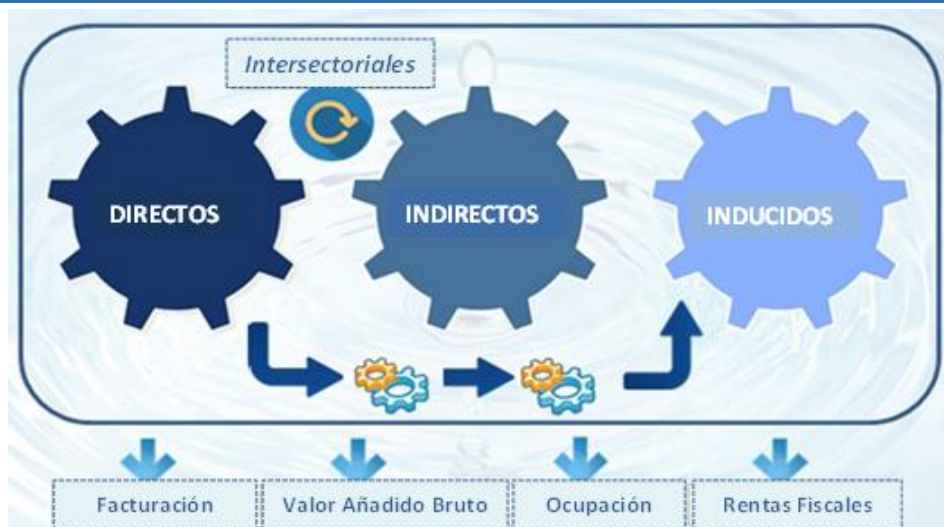 Intersectoriales
DIRECTOS
INDIRECTOS
INDUCIDOS
Facturación
Valor Añadido Bruto
Ocupación
Rentas Fiscales